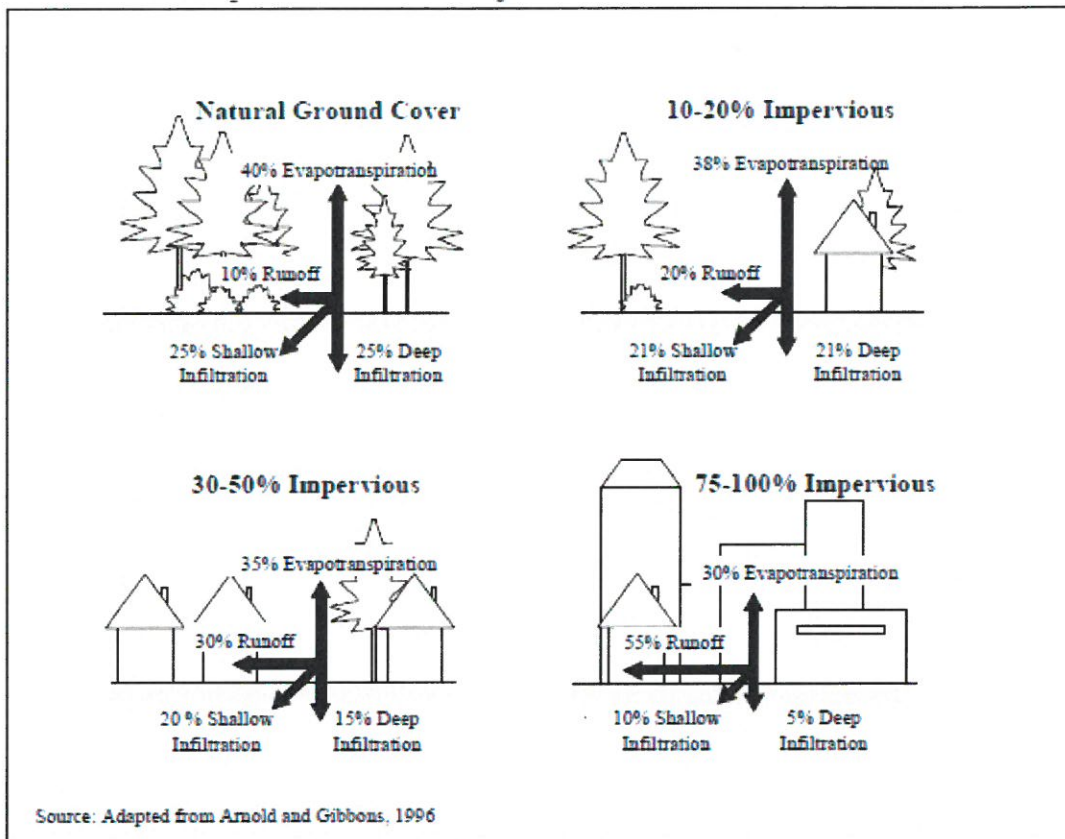 Natural Ground Cover
40% Evapotranspiration
10% Runoff
25% Shallow
Infiltration
25% Deep
Infiltration
10-20% Impervious
38% Evapotranspiration
20% Runoff
21% Shallow
Infiltration
21% Deep
Infiltration
30-50% Impervious
35% Evapotranspiration
30% Runoff
20 % Shallow
Infiltration
15% Deep
Infiltration
75-100% Impervious
30% Evapotranspiration
55% Runoff
10% Shallow
Infiltration
5% Deep
Infiltration
Source: Adapted from Arnold and Gibbons, 1996